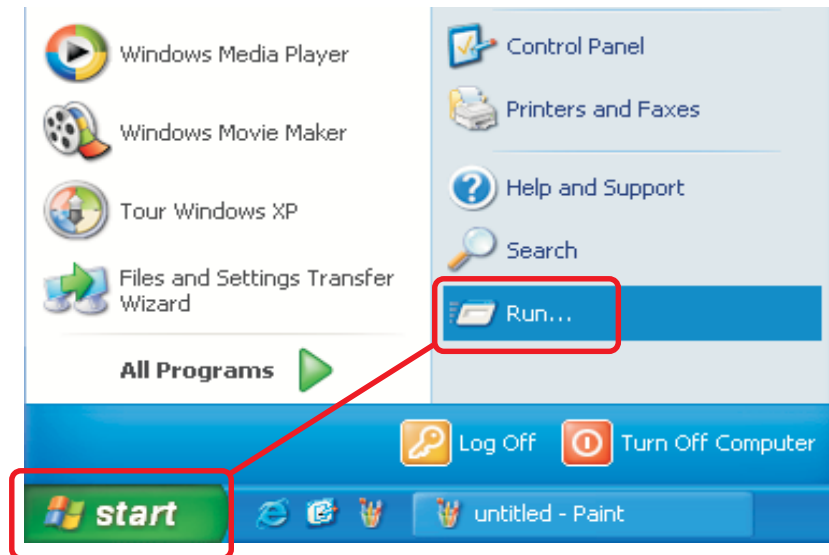 Windows Media Player
Windows Movie Maker
Tour Windows XP
Files and Settings Transfer
Wizard
All Programs
Control Panel
Printers and Faxes
Help and Support
Search
Run...
Log Off
Turn Off Computer
start
untitled - Paint